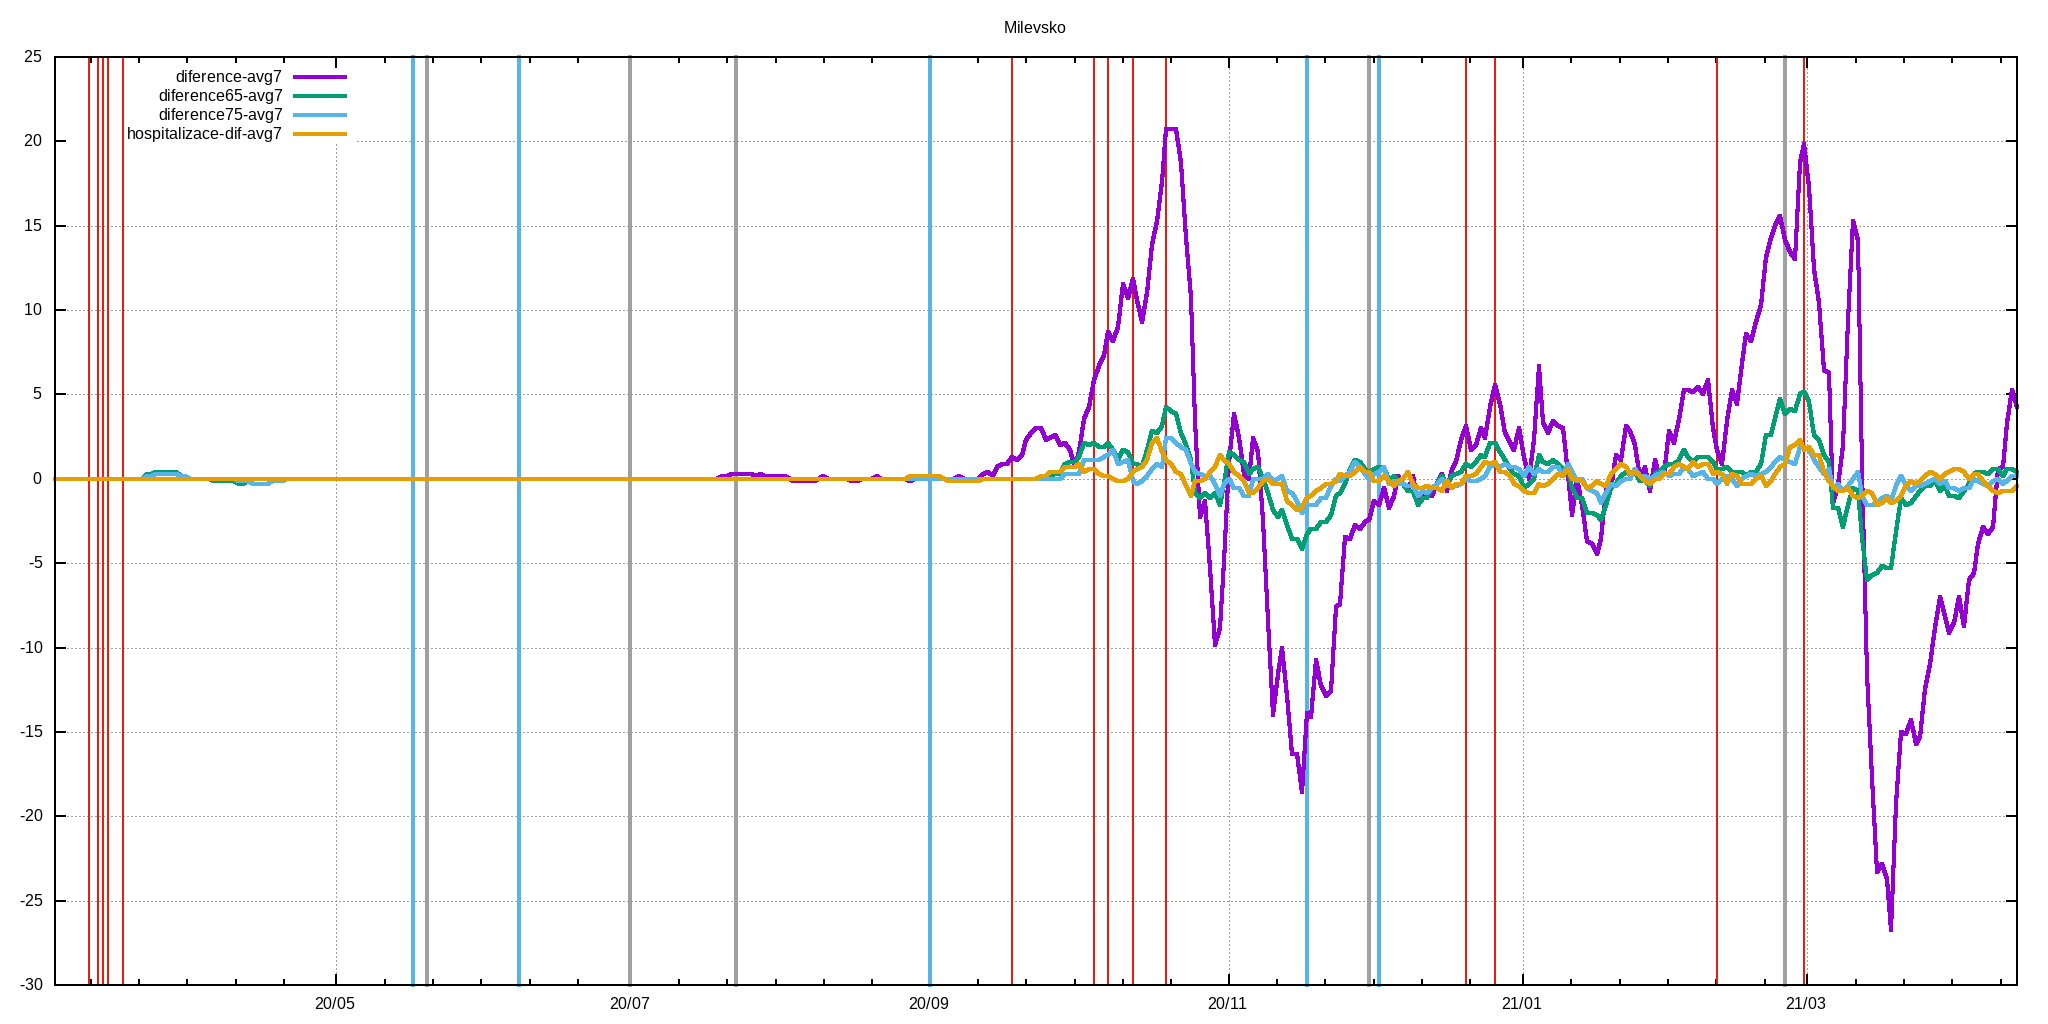 Milevsko
25
diference-avg7
diference65-avg7
diference75-avg7
hospitalizace-dif-avg7
20
15
10
5
0
-5
-10
-15
-20
-25
-30
20/05 20/07 20/09 20/11 21/01 21/03